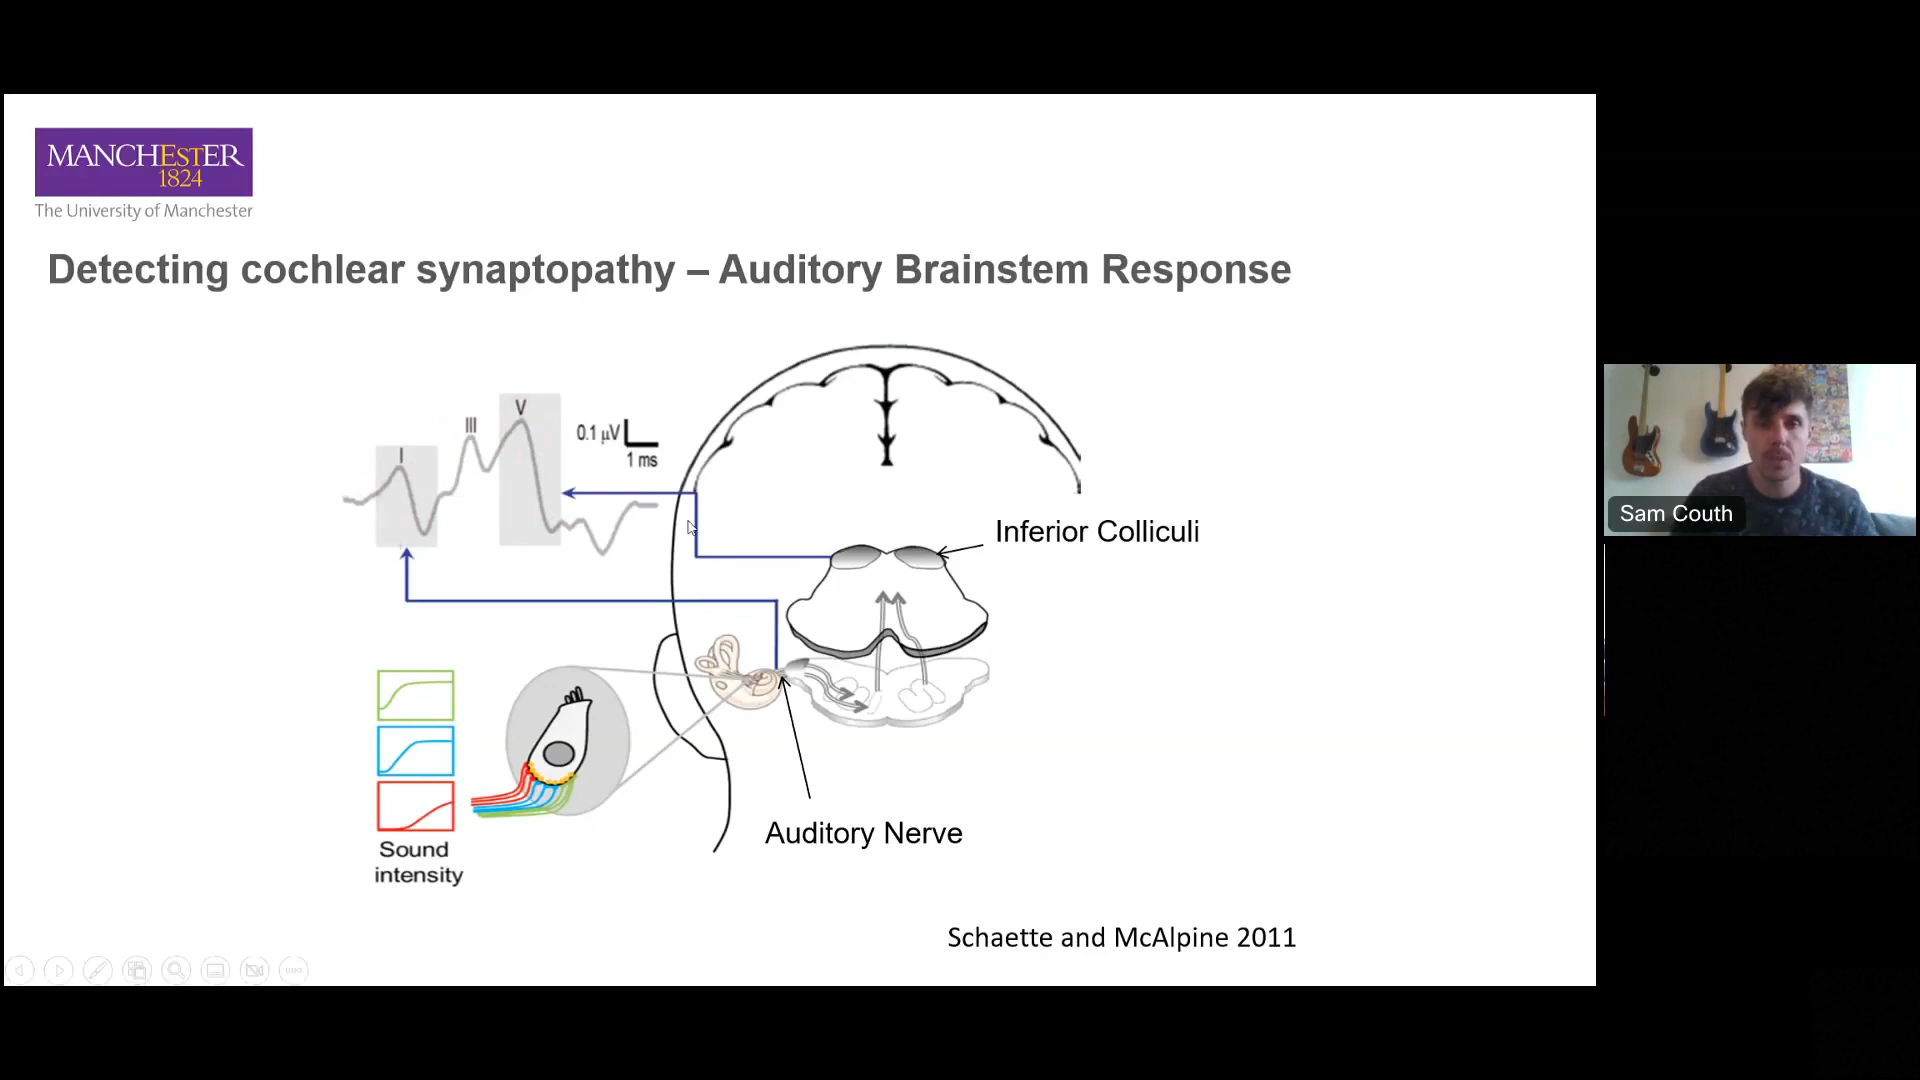 MANCHESTER
1824
The University of Manchester
Detecting cochlear synaptopathy – Auditory Brainstem Response
I
III
V
0.1 µV
1 ms
Inferior Colliculi
Sam Couth
Auditory Nerve
Sound
intensity
Schaette and McAlpine 2011